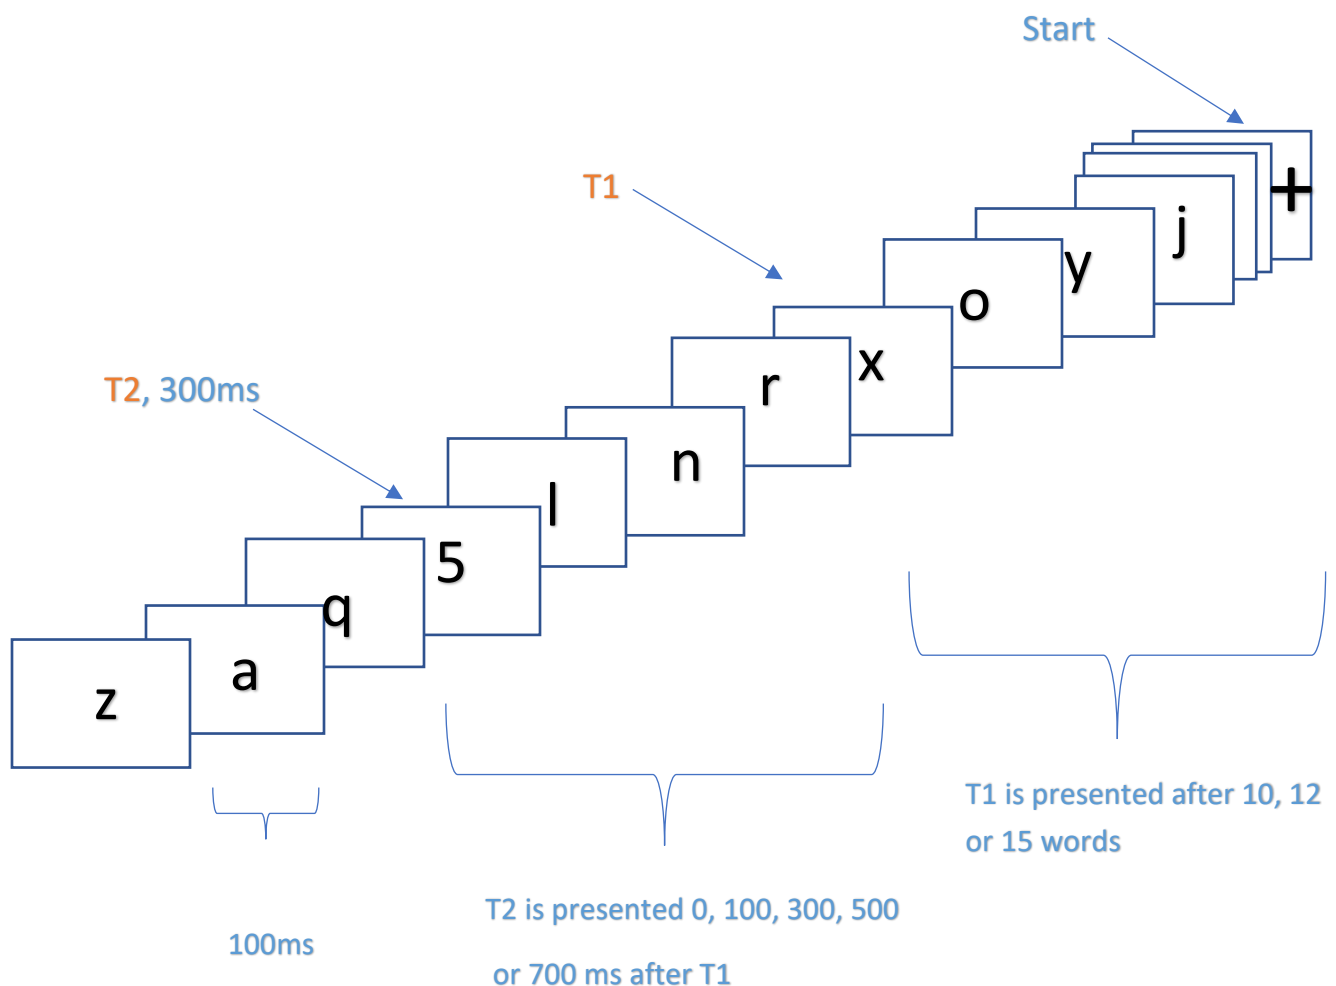 Start
T1
+
j
y
o
x
r
T2, 300ms
n
l
5
q
a
z
T1 is presented after 10, 12
or 15 words
T2 is presented 0, 100, 300, 500
or 700 ms after T1
100ms